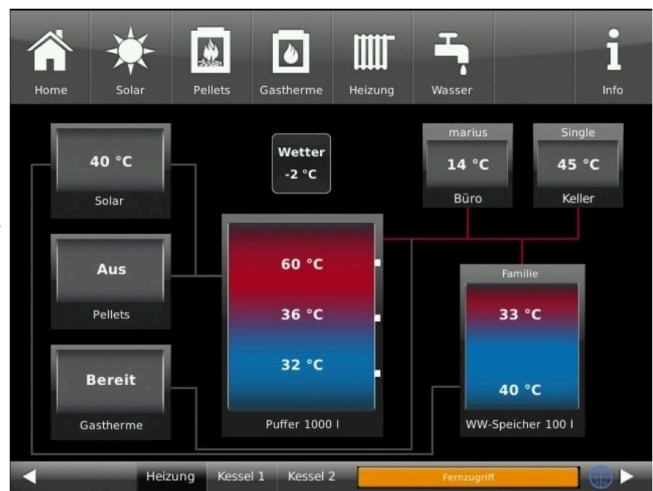 Home Solar Pellets Gastherme Heizung Wasser Info
40 °C
Solar
Wetter
-2 °C
marius
14 °C
Büro
Single
45 °C
Keller
Aus
Pellets
60 °C
36 °C
32 °C
Puffer 1000 l
Familie
33 °C
40 °C
WW-Speicher 100 l
Bereit
Gastherme
Heizung Kessel 1 Kessel 2 Fernzugriff